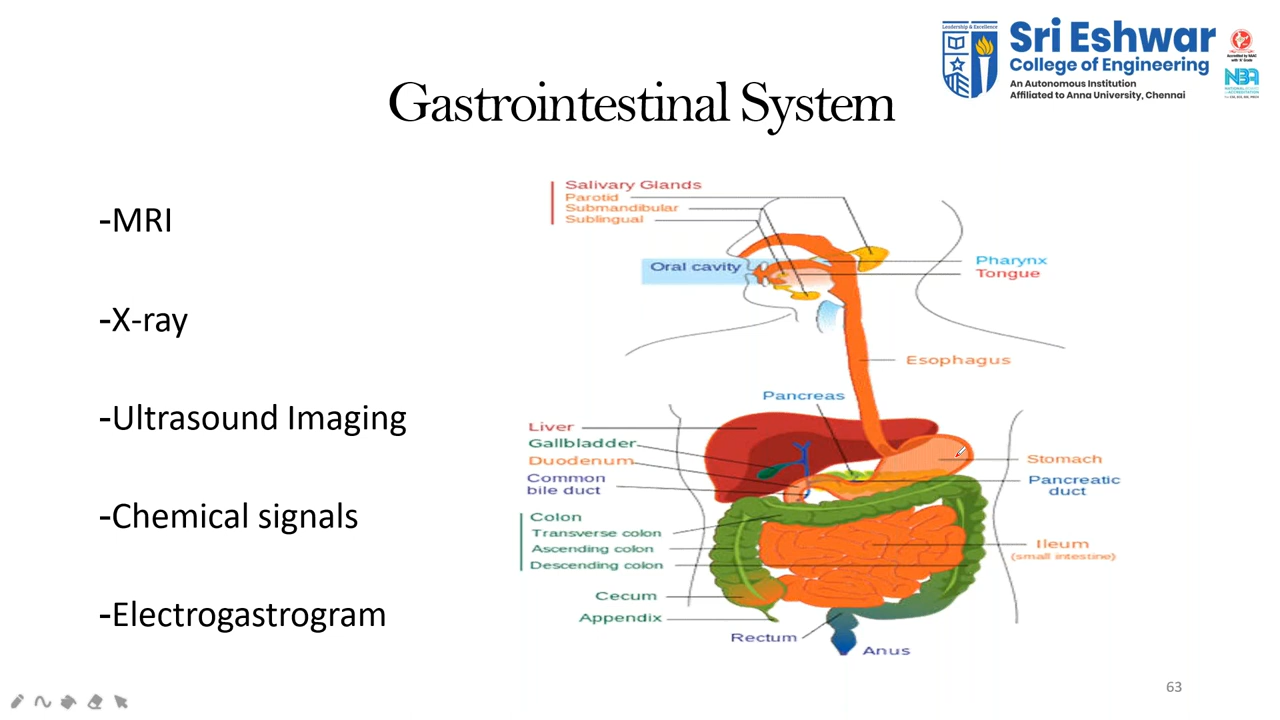 Leadership & Excellence
Sri Eshwar
College of Engineering
An Autonomous Institution
Affiliated to Anna University, Chennai
NBA
Gastrointestinal System
-MRI
-X-ray
-Ultrasound Imaging
-Chemical signals
-Electrogastrogram
Salivary Glands
Parotid
Submandibular
Sublingual
Oral cavity
Pharynx
Tongue
Esophagus
Pancreas
Liver
Gallbladder
Duodenum
Common
bile duct
Stomach
Pancreatic
duct
Colon
Transverse colon
Ascending colon
Descending colon
Ileum
(small intestine)
Cecum
Appendix
Rectum
Anus
63